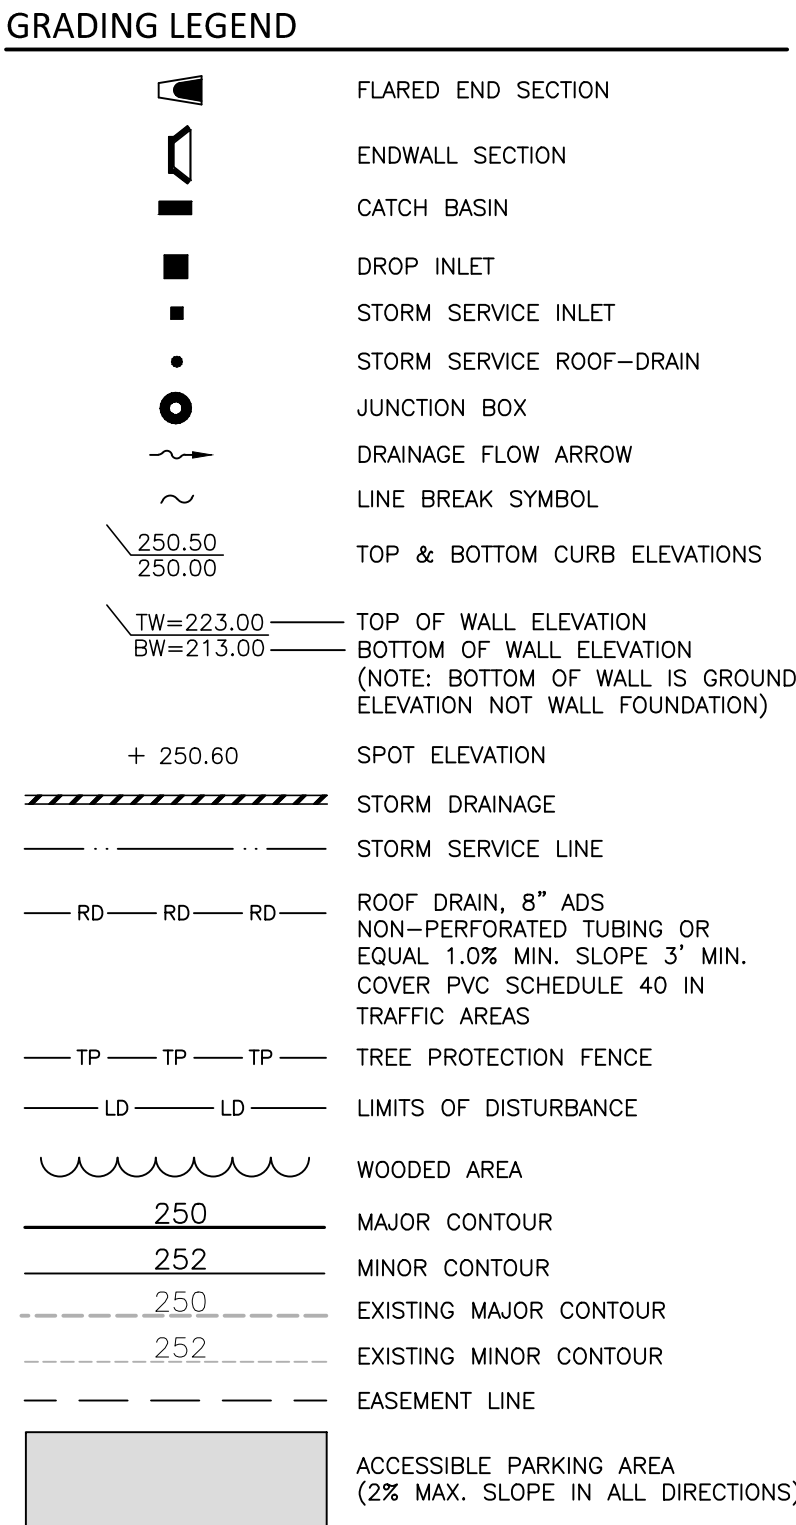 GRADING LEGEND
FLARED END SECTION
ENDWALL SECTION
CATCH BASIN
DROP INLET
STORM SERVICE INLET
STORM SERVICE ROOF-DRAIN
JUNCTION BOX
DRAINAGE FLOW ARROW
LINE BREAK SYMBOL
250.50
250.00
TOP & BOTTOM CURB ELEVATIONS
TW=223.00 TOP OF WALL ELEVATION
BW=213.00 BOTTOM OF WALL ELEVATION
(NOTE: BOTTOM OF WALL IS GROUND
ELEVATION NOT WALL FOUNDATION)
+ 250.60 SPOT ELEVATION
STORM DRAINAGE
STORM SERVICE LINE
RD RD RD ROOF DRAIN, 8" ADS
NON-PERFORATED TUBING OR
EQUAL 1.0% MIN. SLOPE 3' MIN.
COVER PVC SCHEDULE 40 IN
TRAFFIC AREAS
TP TP TP TREE PROTECTION FENCE
LD LD LIMITS OF DISTURBANCE
WOODED AREA
250 MAJOR CONTOUR
252 MINOR CONTOUR
250 EXISTING MAJOR CONTOUR
252 EXISTING MINOR CONTOUR
EASEMENT LINE
ACCESSIBLE PARKING AREA
(2% MAX. SLOPE IN ALL DIRECTIONS)